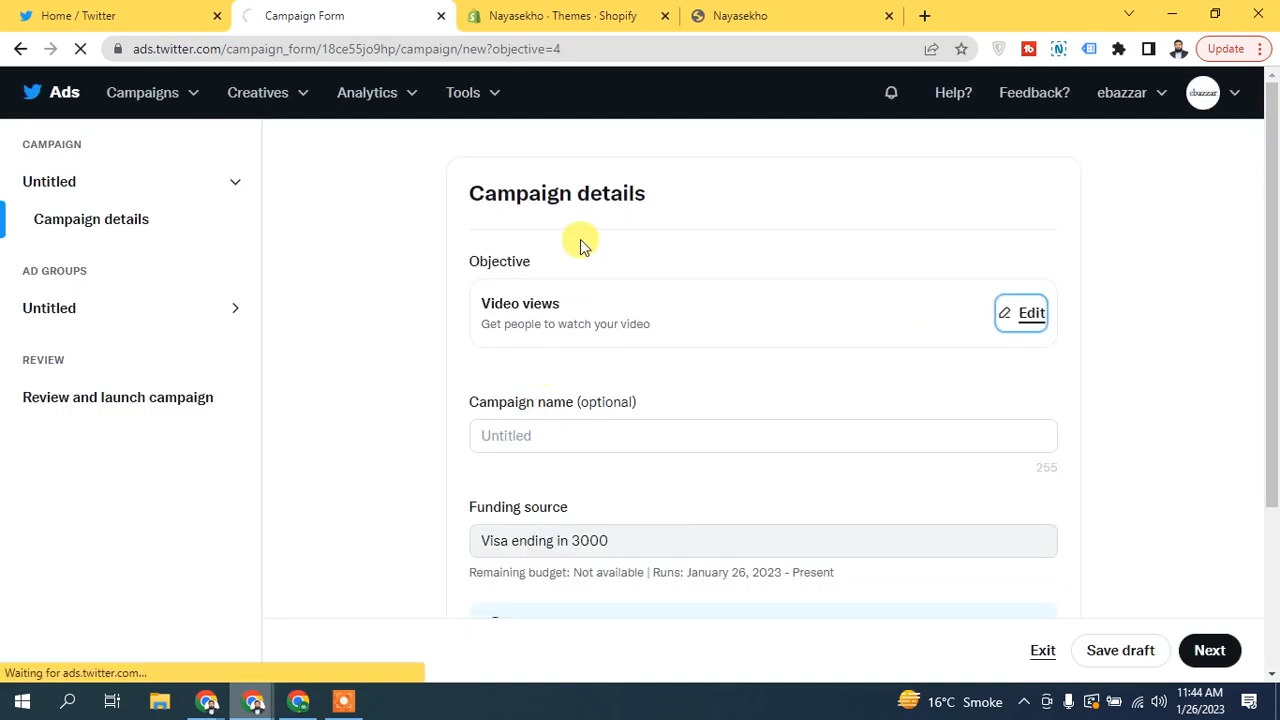 Home / Twitter
Campaign Form
Nayasekho · Themes · Shopify
Nayasekho
ads.twitter.com/campaign_form/18ce55jo9hp/campaign/new?objective=4
Update
Ads
Campaigns
Creatives
Analytics
Tools
Help?
Feedback?
ebazzar
ebazzar
CAMPAIGN
Untitled
Campaign details
AD GROUPS
Untitled
REVIEW
Review and launch campaign
Campaign details
Objective
Video views
Get people to watch your video
Edit
Campaign name (optional)
Untitled
255
Funding source
Visa ending in 3000
Remaining budget: Not available | Runs: January 26, 2023 - Present
Exit
Save draft
Next
Waiting for ads.twitter.com...
16°C Smoke
11:44 AM
1/26/2023